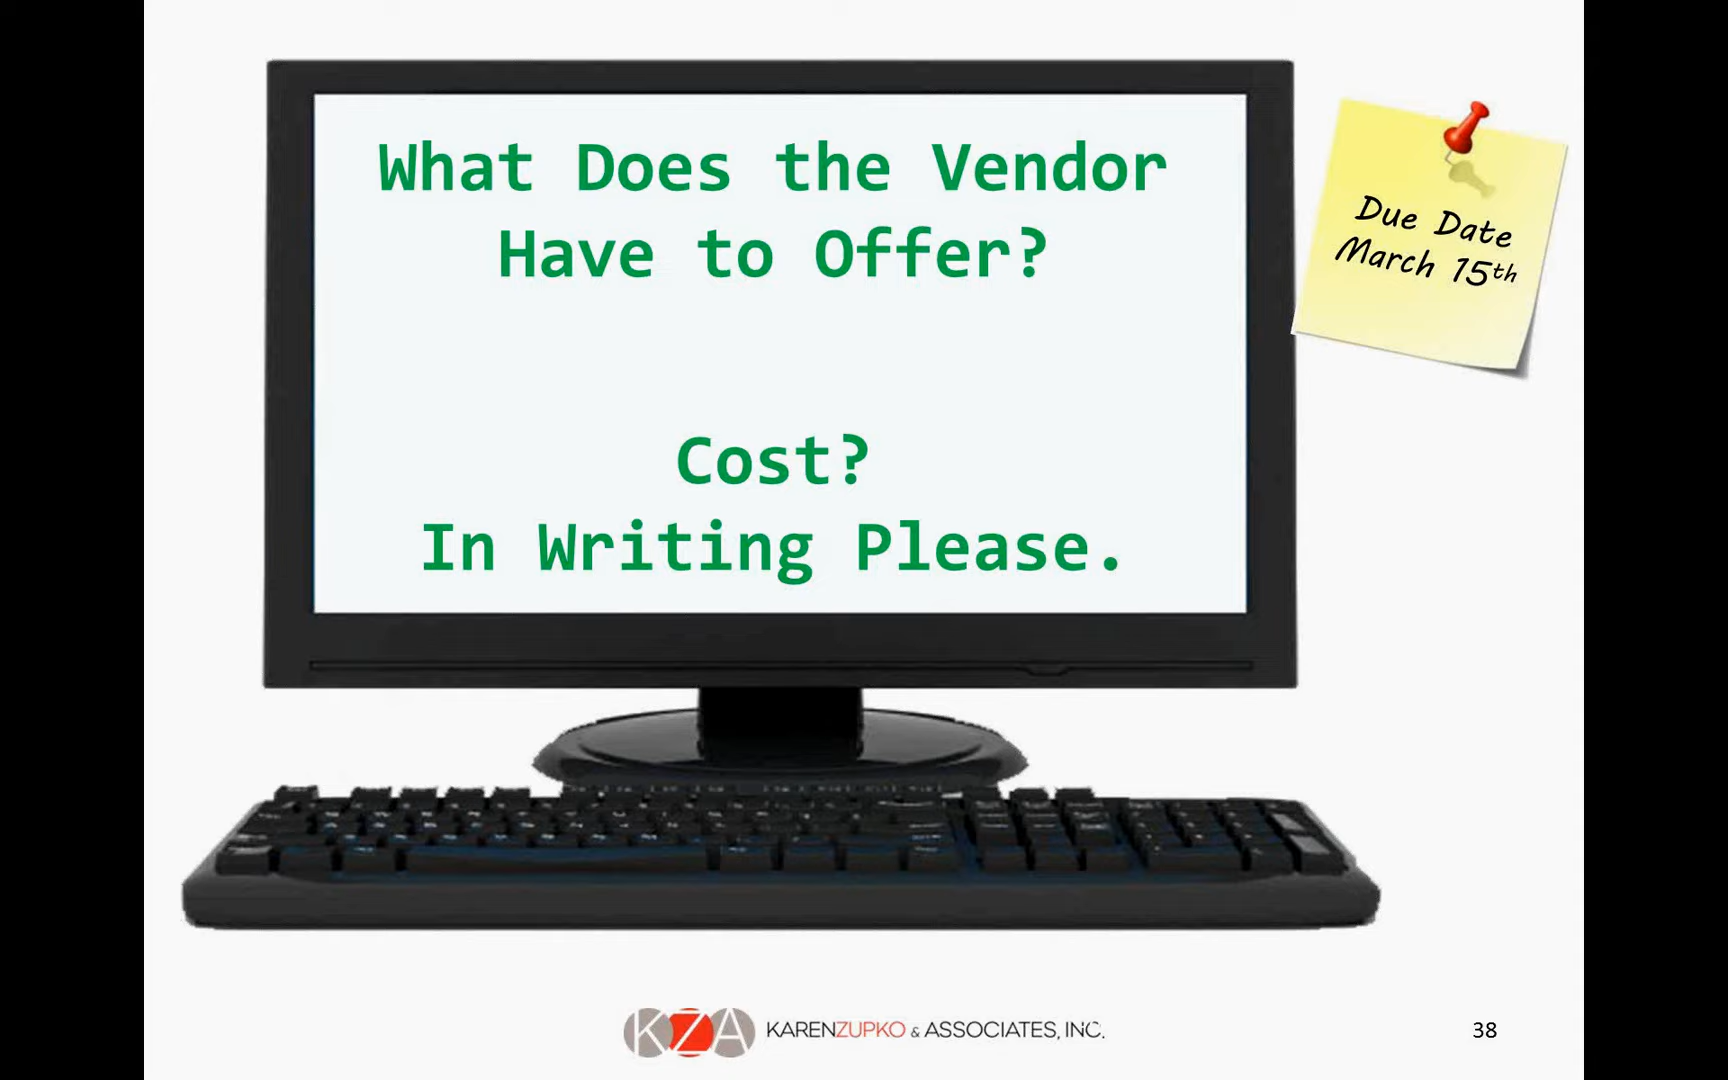 What Does the Vendor
Have to Offer?
Cost?
In Writing Please.
Due Date
March 15th
KZA KARENZUPKO & ASSOCIATES, INC.
38